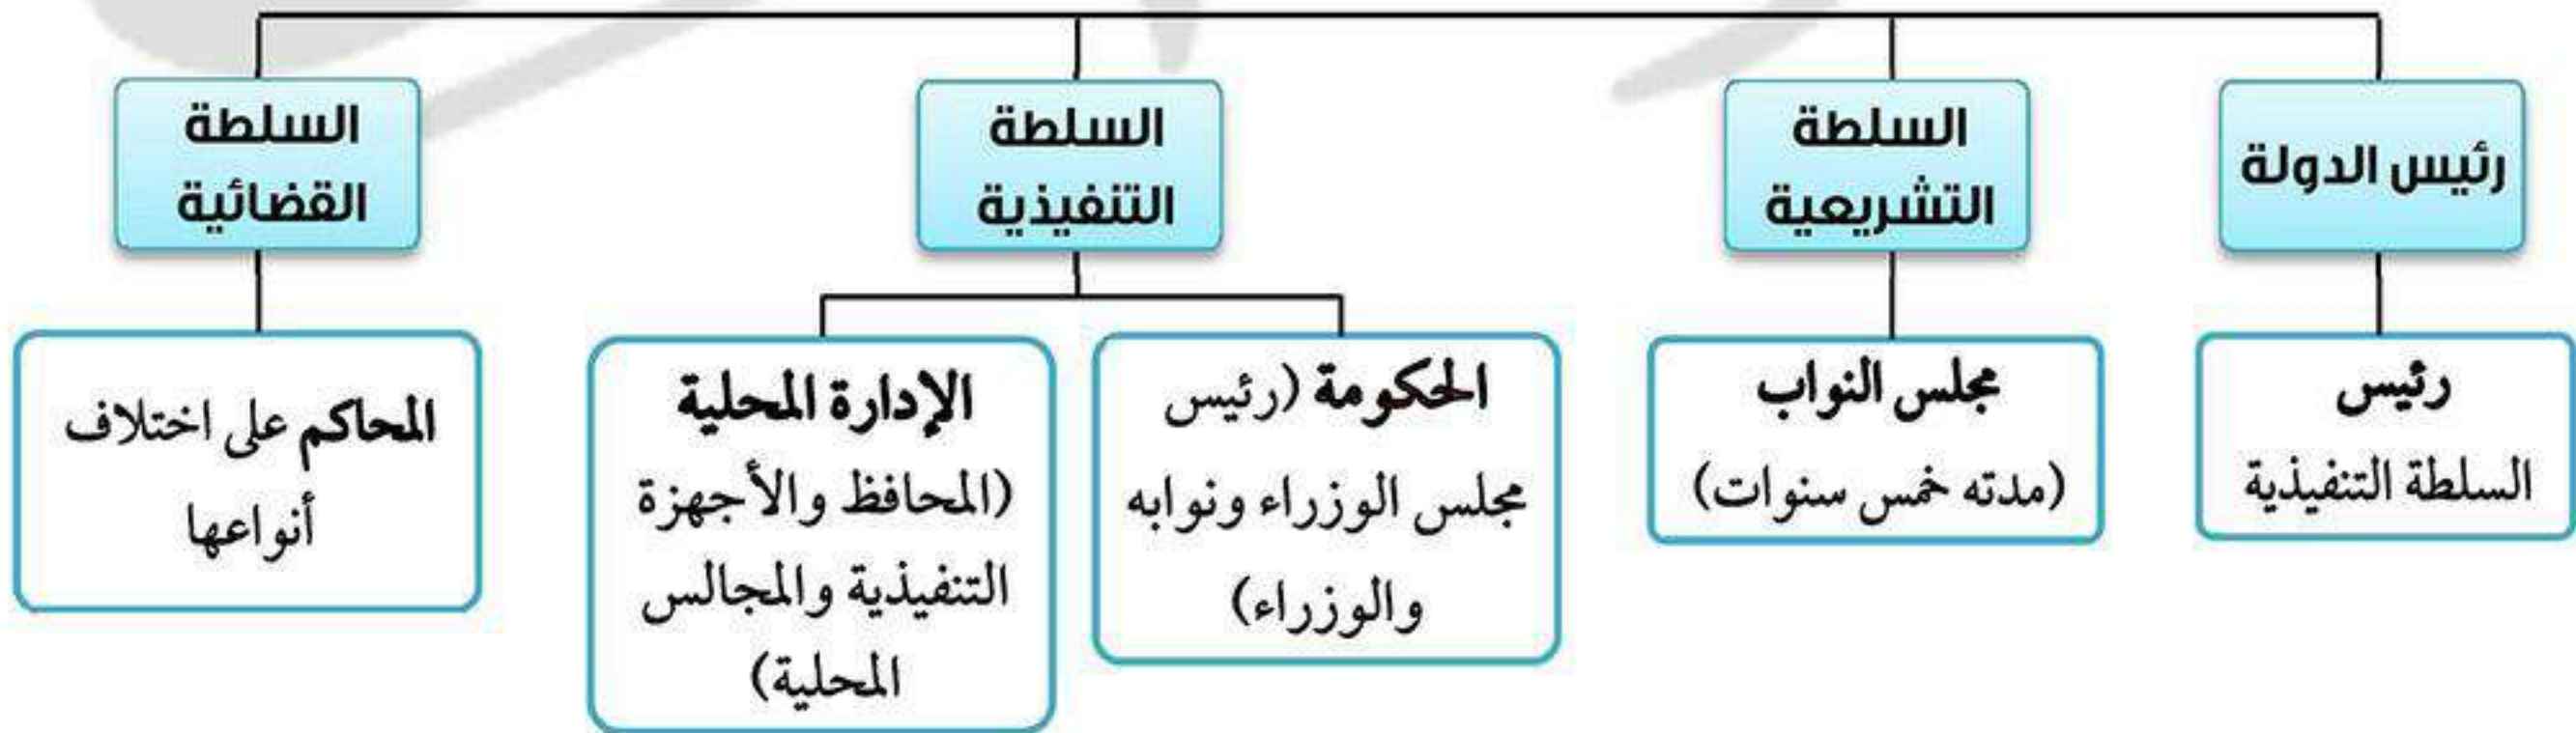 رئيس الدولة
السلطة
التشريعية
السلطة
التنفيذية
السلطة
القضائية
رئيس
السلطة التنفيذية
مجلس النواب
(مدته خمس سنوات)
الحكومة (رئيس
مجلس الوزراء ونوابه
والوزراء)
الإدارة المحلية
(المحافظ والأجهزة
التنفيذية والمجالس
المحلية)
المحاكم على اختلاف
أنواعها